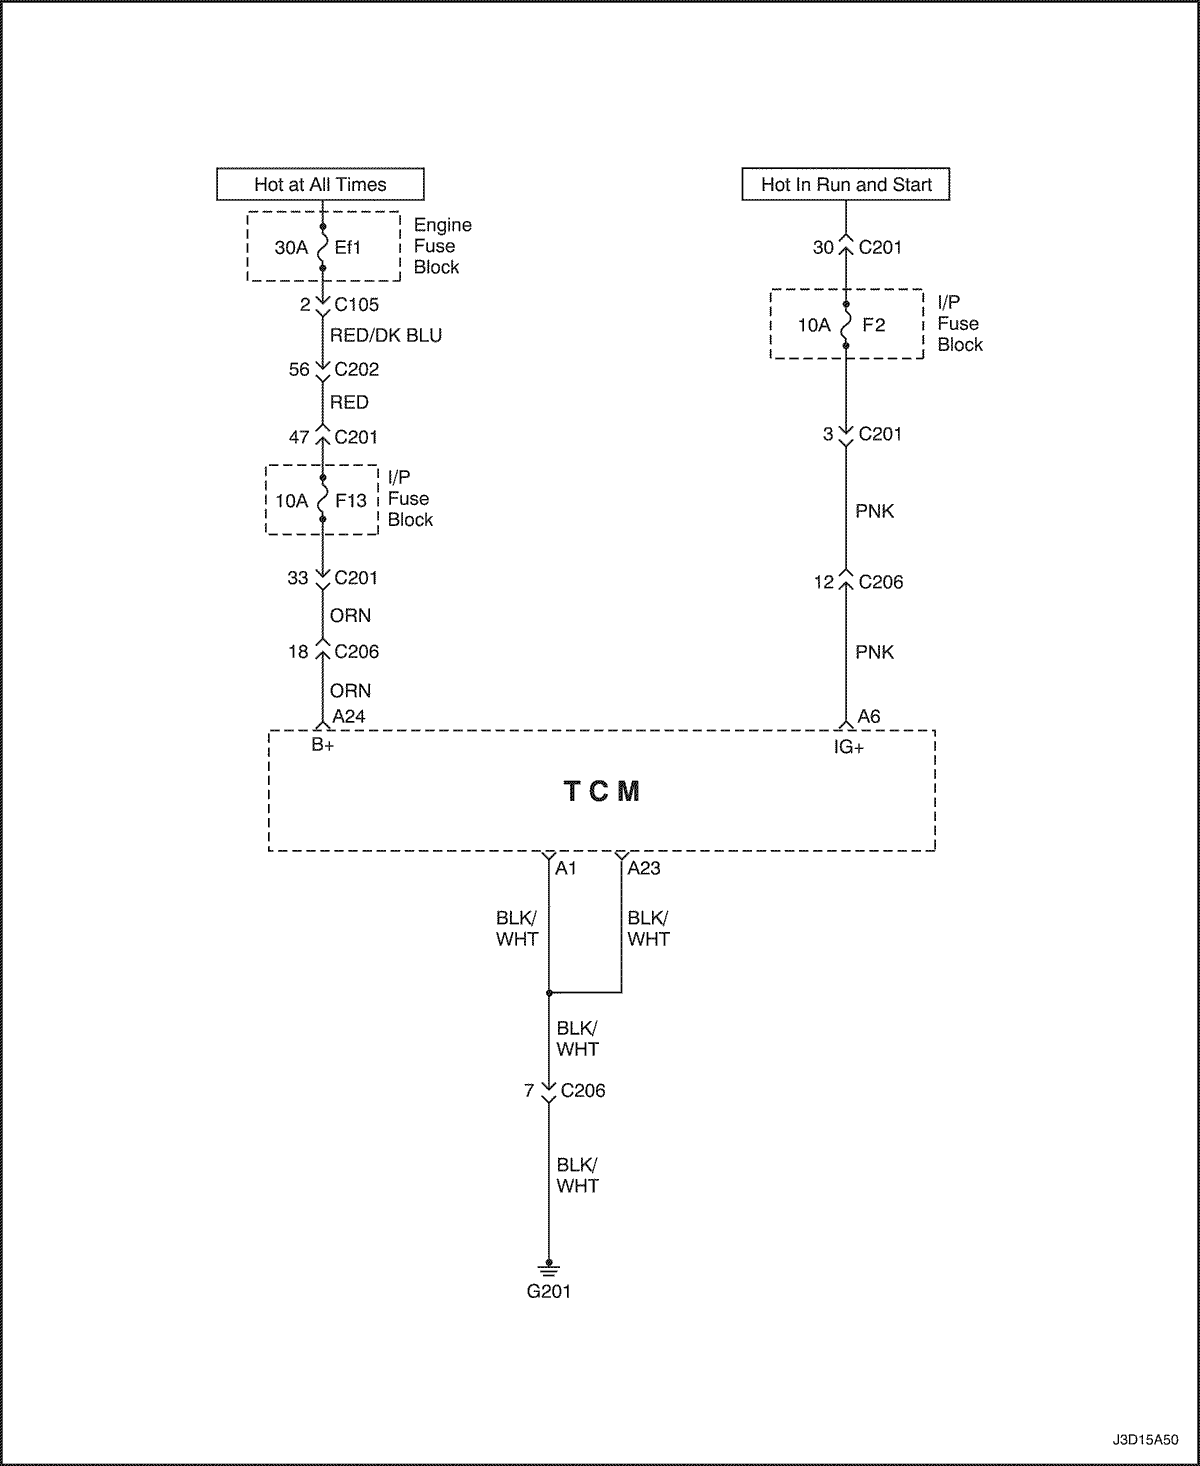 Hot at All Times
Hot In Run and Start
30A Ef1
Engine
Fuse
Block
30 C201
2 C105
RED/DK BLU
10A F2
I/P
Fuse
Block
56 C202
RED
47 C201
3 C201
10A F13
I/P
Fuse
Block
PNK
33 C201
12 C206
ORN
18 C206
PNK
ORN
A24
A6
B+
IG+
TCM
A1
A23
BLK/
WHT
BLK/
WHT
BLK/
WHT
7 C206
BLK/
WHT
G201
J3D15A50